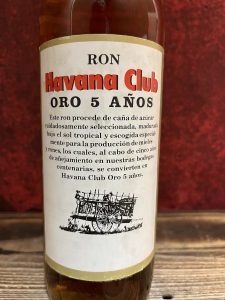 RON
Havana Club
ORO 5 AÑOS
Este ron procede de caña de azúcar
cuidadosamente seleccionada, madurada
bajo el sol tropical y escogida especial
mente para la producción de mieles
y rones, los cuales, al cabo de cinco años
de añejamiento en nuestras bodegas
centenarias, se convierten en
Havana Club Oro 5 años.